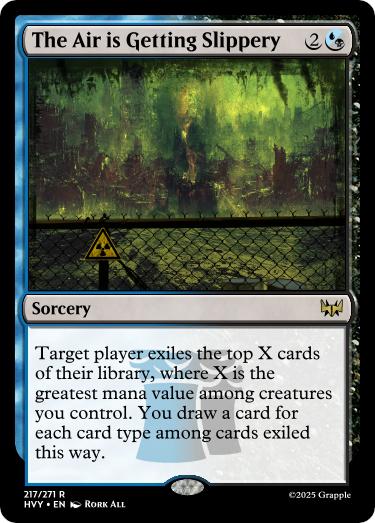 The Air is Getting Slippery 2
Sorcery
Target player exiles the top X cards
of their library, where X is the
greatest mana value among creatures
you control. You draw a card for
each card type among cards exiled
this way.
217/271 R
HVY • EN Rork All
©2025 Grapple